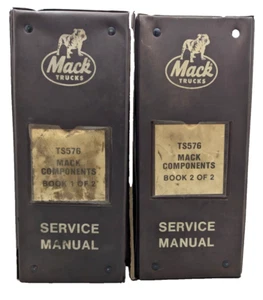 Mack
TRUCKS
TS576
MACK
COMPONENTS
BOOK 1 OF 2
SERVICE
MANUAL
Mack
TRUCKS
TS576
MACK
COMPONENTS
BOOK 2 OF 2
SERVICE
MANUAL